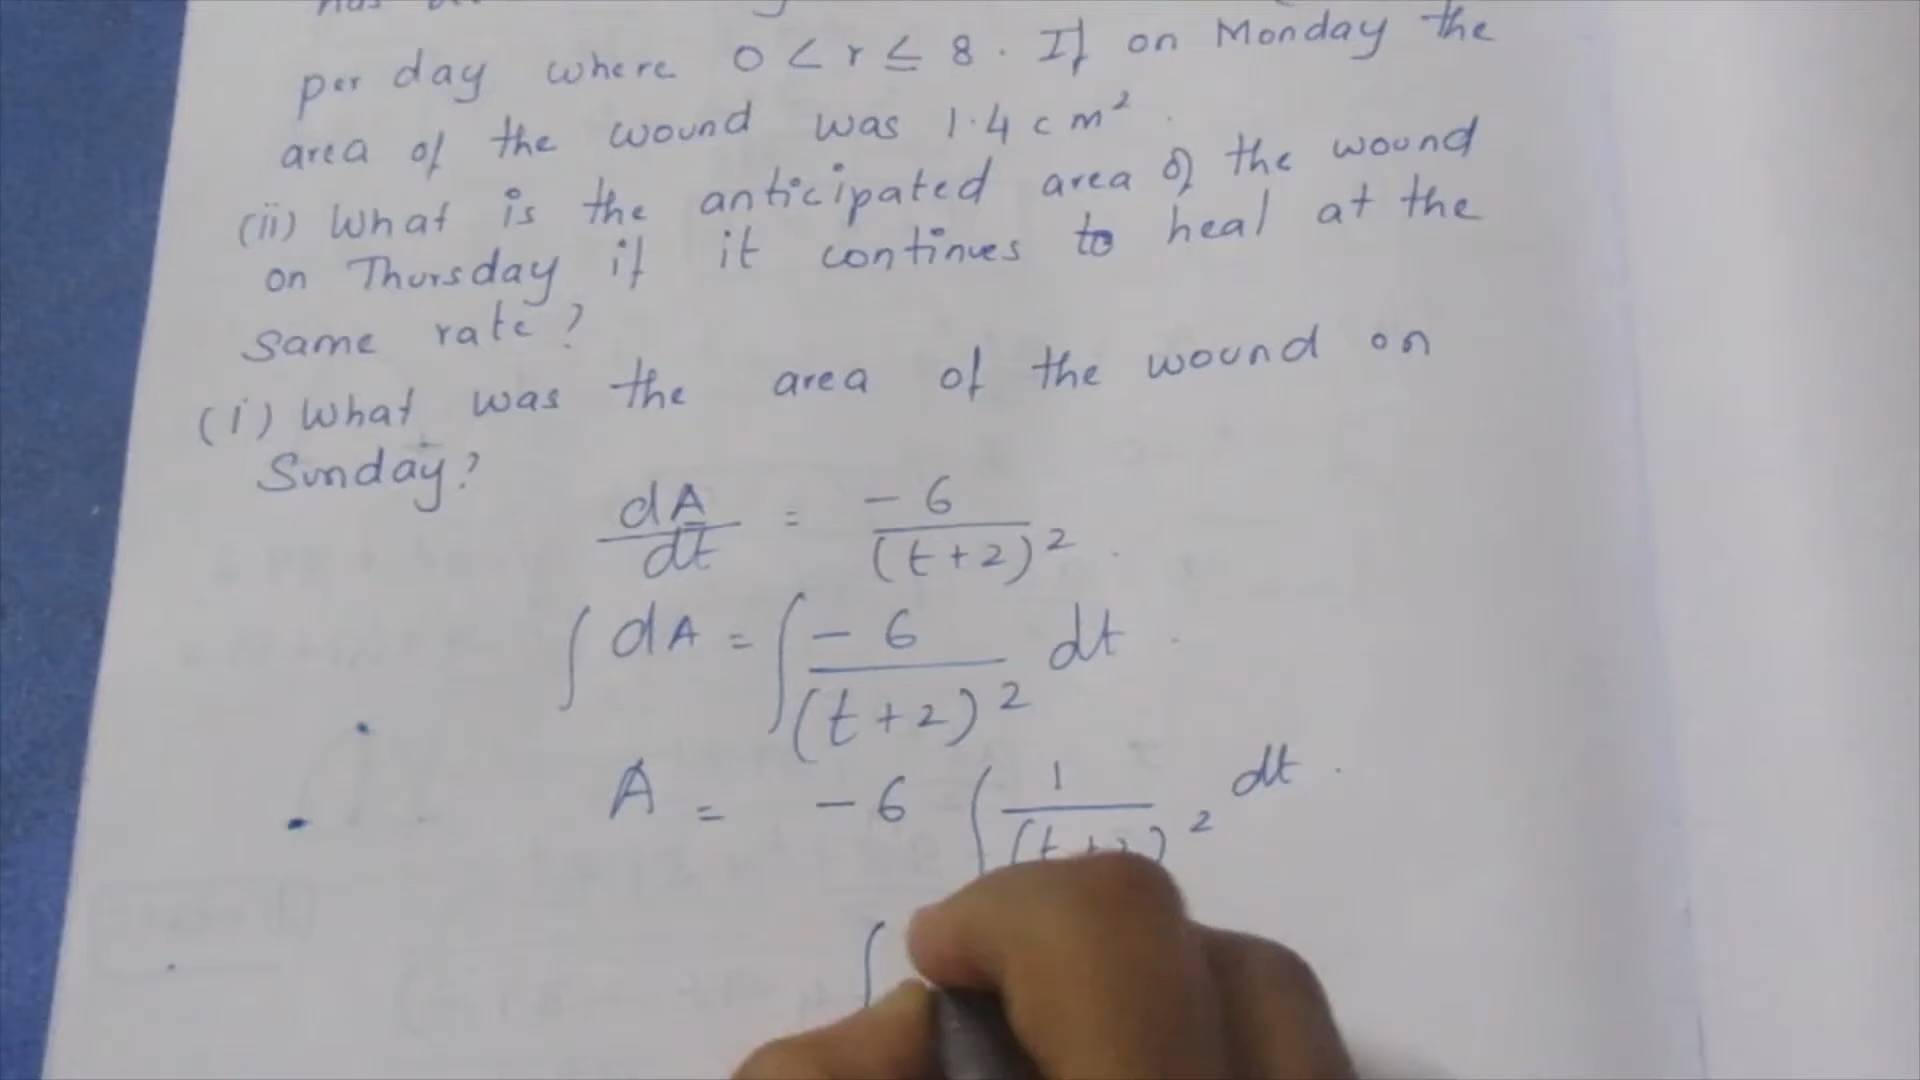 per day where 0 < r ≤ 8. If on Monday the
area of the wound was 1.4 cm²
(ii) What is the anticipated area of the wound
on Thursday if it continues to heal at the
same rate?
(i) What was the area of the wound on
Sunday?
dA/dt = -6/(t+2)².
∫ dA = ∫ -6/(t+2)² dt
A = -6 ∫ 1/(t+2)² dt.
∫